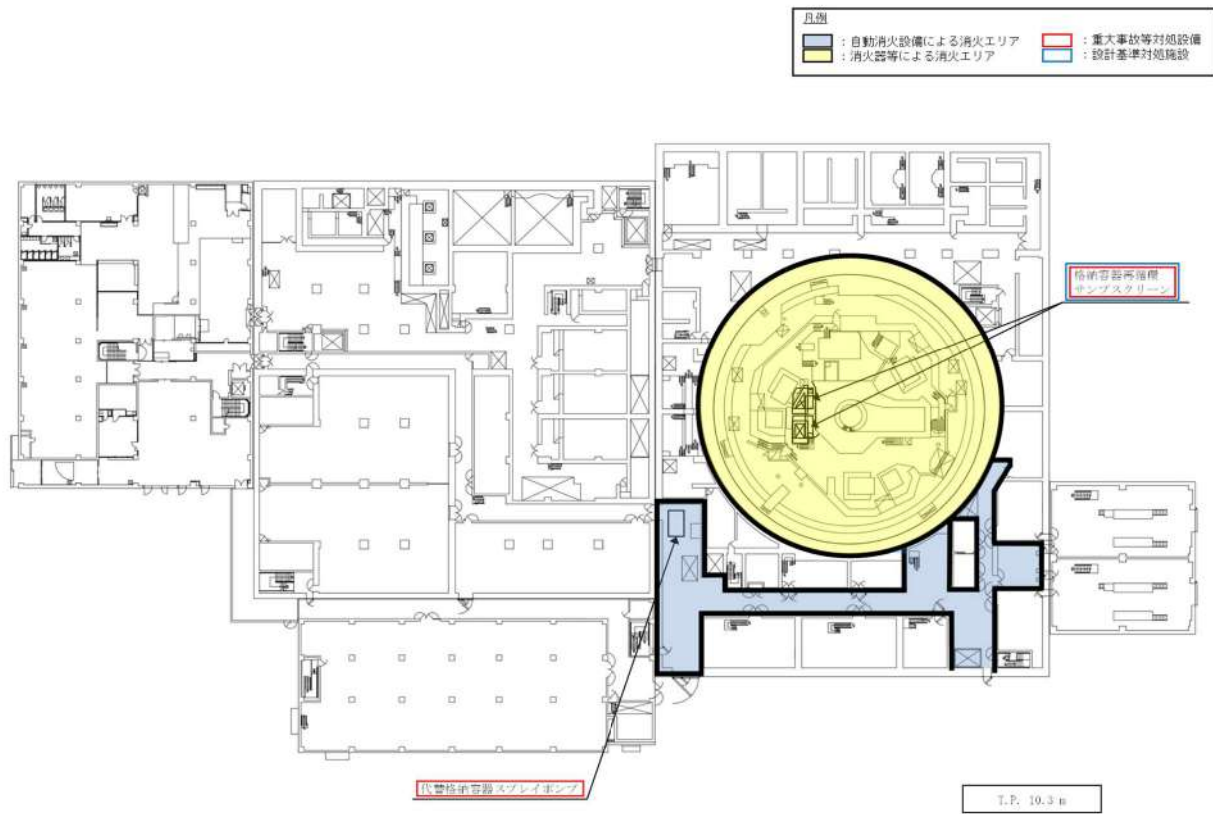 凡例
：自動消火設備による消火エリア
：重大事故等対処設備
：消火器等による消火エリア
：設計基準対処施設
格納容器再循環
サンプスクリーン
代替格納容器スプレイポンプ
T.P. 10.3 m